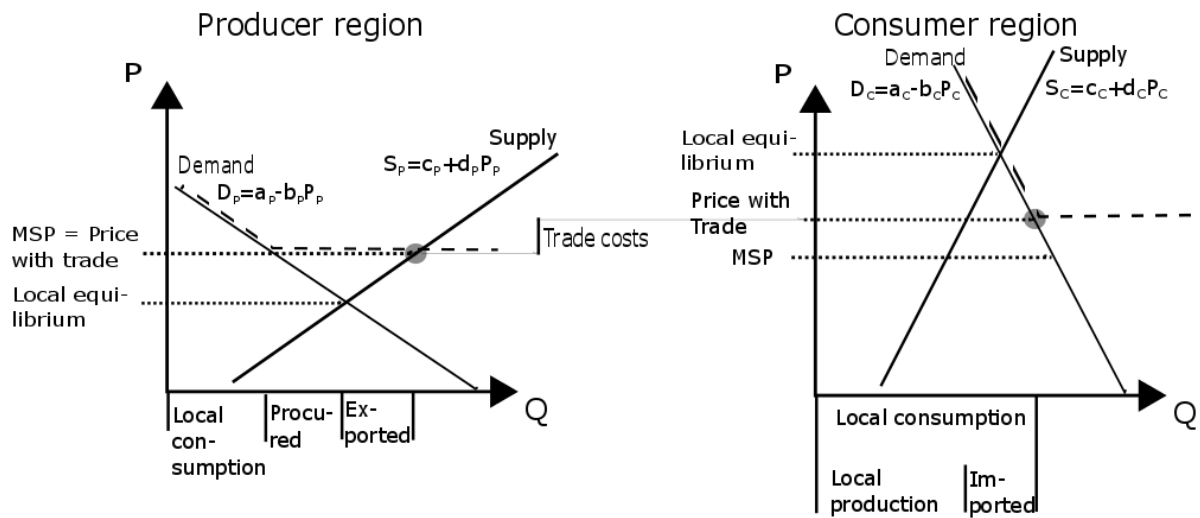 Producer region
P
Demand
D_P=a_P-b_PP_P
Supply
S_P=c_P+d_PP_P
MSP = Price
with trade
Local equi-
librium
Trade costs
Q
Local
con-
sumption
Procu-
red
Ex-
ported
Consumer region
P
Demand
D_C=a_C-b_CP_C
Supply
S_C=c_C+d_CP_C
Local equi-
librium
Price with
Trade
MSP
Q
Local consumption
Local
production
Im-
ported